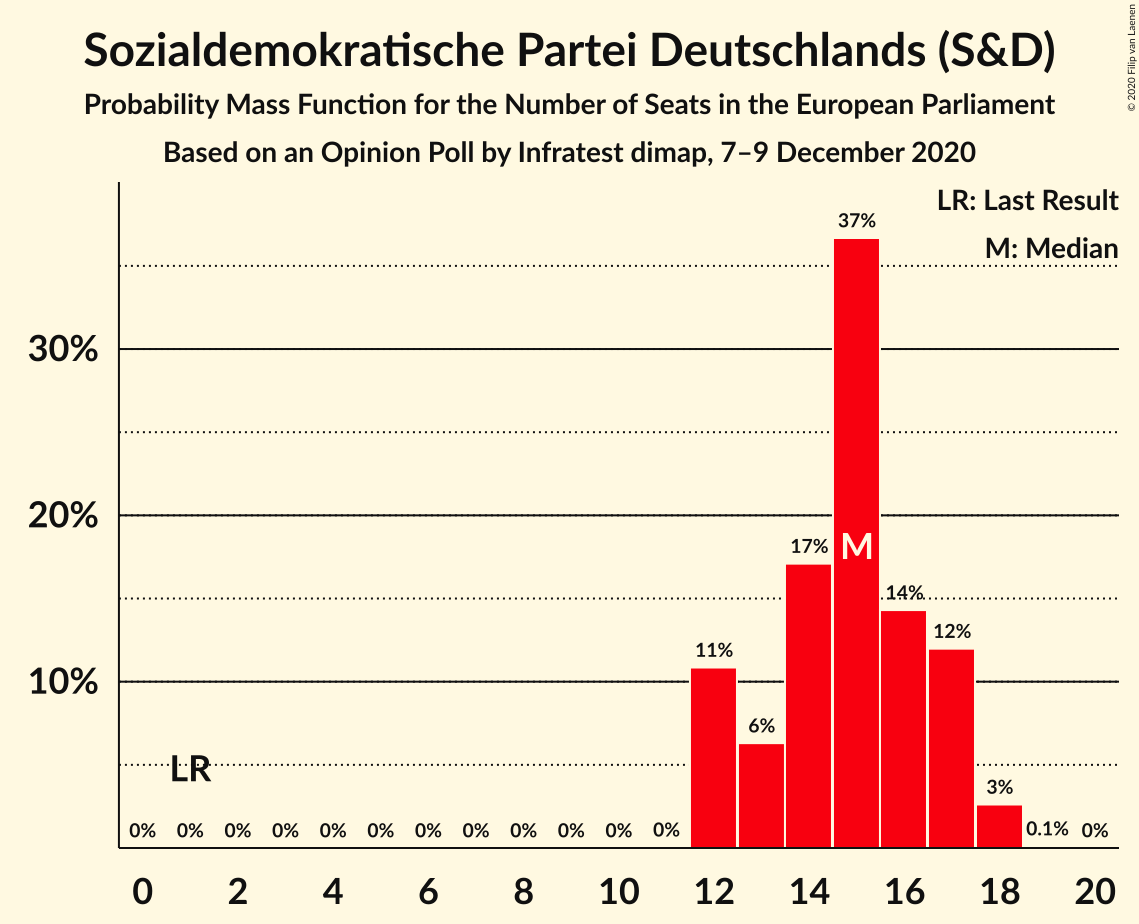 Sozialdemokratische Partei Deutschlands (S&D)
Probability Mass Function for the Number of Seats in the European Parliament
Based on an Opinion Poll by Infratest dimap, 7–9 December 2020
© 2020 Filip van Laenen
LR: Last Result
M: Median
37%
30%
20%
17%
M
14%
12%
11%
10%
6%
LR
3%
0% 0% 0% 0% 0% 0% 0% 0% 0% 0% 0% 0% 0.1% 0%
0 2 4 6 8 10 12 14 16 18 20